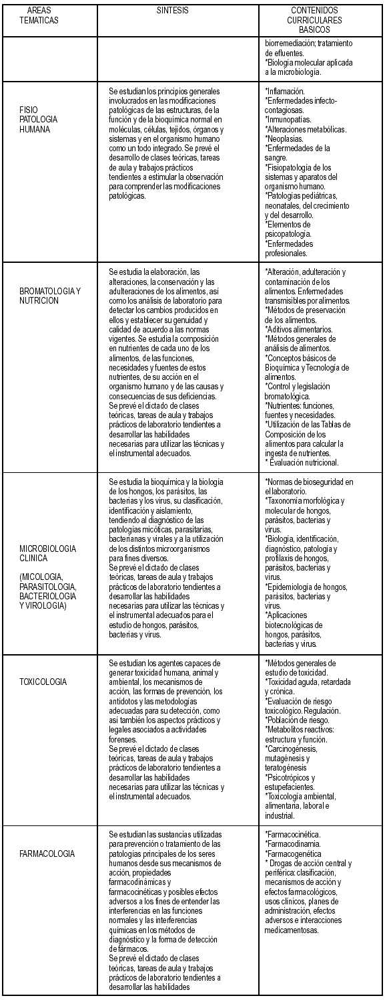 AREAS
TEMATICAS
SINTESIS
CONTENIDOS
CURRICULARES
BASICOS
biorremediación; tratamiento
de efluentes.
*Biología molecular aplicada
a la microbiología.
FISIO
PATOLOGIA
HUMANA
Se estudian los principios generales
involucrados en las modificaciones
patológicas de las estructuras, de la
función y de la bioquímica normal en
moléculas, células, tejidos, órganos y
sistemas y en el organismo humano
como un todo integrado. Se prevé el
desarrollo de clases teóricas, tareas
de aula y trabajos prácticos
tendientes a estimular la observación
para comprender las modificaciones
patológicas.
*Inflamación.
*Enfermedades infecto-
contagiosas.
*Inmunopatías.
*Alteraciones metabólicas.
*Neoplasias.
*Enfermedades de la
sangre.
*Fisiopatología de los
sistemas y aparatos del
organismo humano.
*Patologías pediátricas,
neonatales, del crecimiento
y del desarrollo.
*Elementos de
psicopatología.
*Enfermedades
profesionales.
BROMATOLOGIA Y
NUTRICION
Se estudia la elaboración, las
alteraciones, la conservación y las
adulteraciones de los alimentos, así
como los análisis de laboratorio para
detectar los cambios producidos en
ellos y establecer su genuidad y
calidad de acuerdo a las normas
vigentes. Se estudia la composición
en nutrientes de cada uno de los
alimentos, de las funciones,
necesidades y fuentes de estos
nutrientes, de su acción en el
organismo humano y de las causas y
consecuencias de sus deficiencias.
Se prevé el dictado de clases
teóricas, tareas de aula y trabajos
prácticos de laboratorio tendientes a
desarrollar las habilidades
necesarias para utilizar las técnicas y
el instrumental adecuados.
*Alteración, adulteración y
contaminación de los
alimentos. Enfermedades
transmisibles por alimentos.
*Métodos de preservación
de los alimentos.
*Aditivos alimentarios.
*Métodos generales de
análisis de alimentos.
*Conceptos básicos de
Bioquímica y Tecnología de
alimentos.
*Control y legislación
bromatológica.
*Nutrientes: funciones,
fuentes y necesidades.
*Utilización de las Tablas de
Composición de los
alimentos para calcular la
ingesta de nutrientes.
* Evaluación nutricional.
MICROBIOLOGIA
CLINICA
(MICOLOGIA,
PARASITOLOGIA,
BACTERIOLOGIA
Y VIROLOGIA)
Se estudia la bioquímica y la biología
de los hongos, los parásitos, las
bacterias y los virus, su clasificación,
identificación y aislamiento,
tendiendo al diagnóstico de las
patologías micóticas, parasitarias,
bacterianas y virales y a la utilización
de los distintos microorganismos
para fines diversos.
Se prevé el dictado de clases
teóricas, tareas de aula y trabajos
prácticos de laboratorio tendientes a
desarrollar las habilidades
necesarias para utilizar las técnicas y
el instrumental adecuados para el
estudio de hongos, parásitos,
bacterias y virus.
*Normas de bioseguridad en
el laboratorio.
*Taxonomía morfológica y
molecular de hongos,
parásitos, bacterias y
virus.
*Biología, identificación,
diagnóstico, patología y
profilaxis de hongos,
parásitos, bacterias y
virus.
*Epidemiología de hongos,
parásitos, bacterias y
virus.
*Aplicaciones
biotecnológicas de
hongos, parásitos,
bacterias y virus.
TOXICOLOGIA
Se estudian los agentes capaces de
generar toxicidad humana, animal y
ambiental, los mecanismos de
acción, las formas de prevención, los
antídotos y las metodologías
adecuadas para su detección, como
así también los aspectos prácticos y
legales asociados a actividades
forenses.
Se prevé el dictado de clases
teóricas, tareas de aula y trabajos
prácticos de laboratorio tendientes a
desarrollar las habilidades
necesarias para utilizar las técnicas y
el instrumental adecuados.
*Métodos generales de
estudio de toxicidad.
*Toxicidad aguda, retardada
y crónica.
*Evaluación de riesgo
toxicológico. Regulación.
*Población de riesgo.
*Metabolitos reactivos:
estructura y función.
*Carcinogénesis,
mutagénesis y
teratogénesis
*Psicotrópicos y
estupefacientes.
*Toxicología ambiental,
alimentaria, laboral e
industrial.
FARMACOLOGIA
Se estudian las sustancias utilizadas
para prevención o tratamiento de las
patologías principales de los seres
humanos desde sus mecanismos de
acción, propiedades
farmacodinámicas y
farmacocinéticas y posibles efectos
adversos a los fines de entender las
interferencias en las funciones
normales y las interferencias
químicas en los métodos de
diagnóstico y la forma de detección
de fármacos.
Se prevé el dictado de clases
teóricas, tareas de aula y trabajos
prácticos de laboratorio tendientes a
desarrollar las habilidades
*Farmacocinética.
*Farmacodinamia.
*Farmacogenética
* Drogas de acción central y
periférica: clasificación,
mecanismos de acción y
efectos farmacológicos,
usos clínicos, planes de
administración, efectos
adversos e interacciones
medicamentosas.